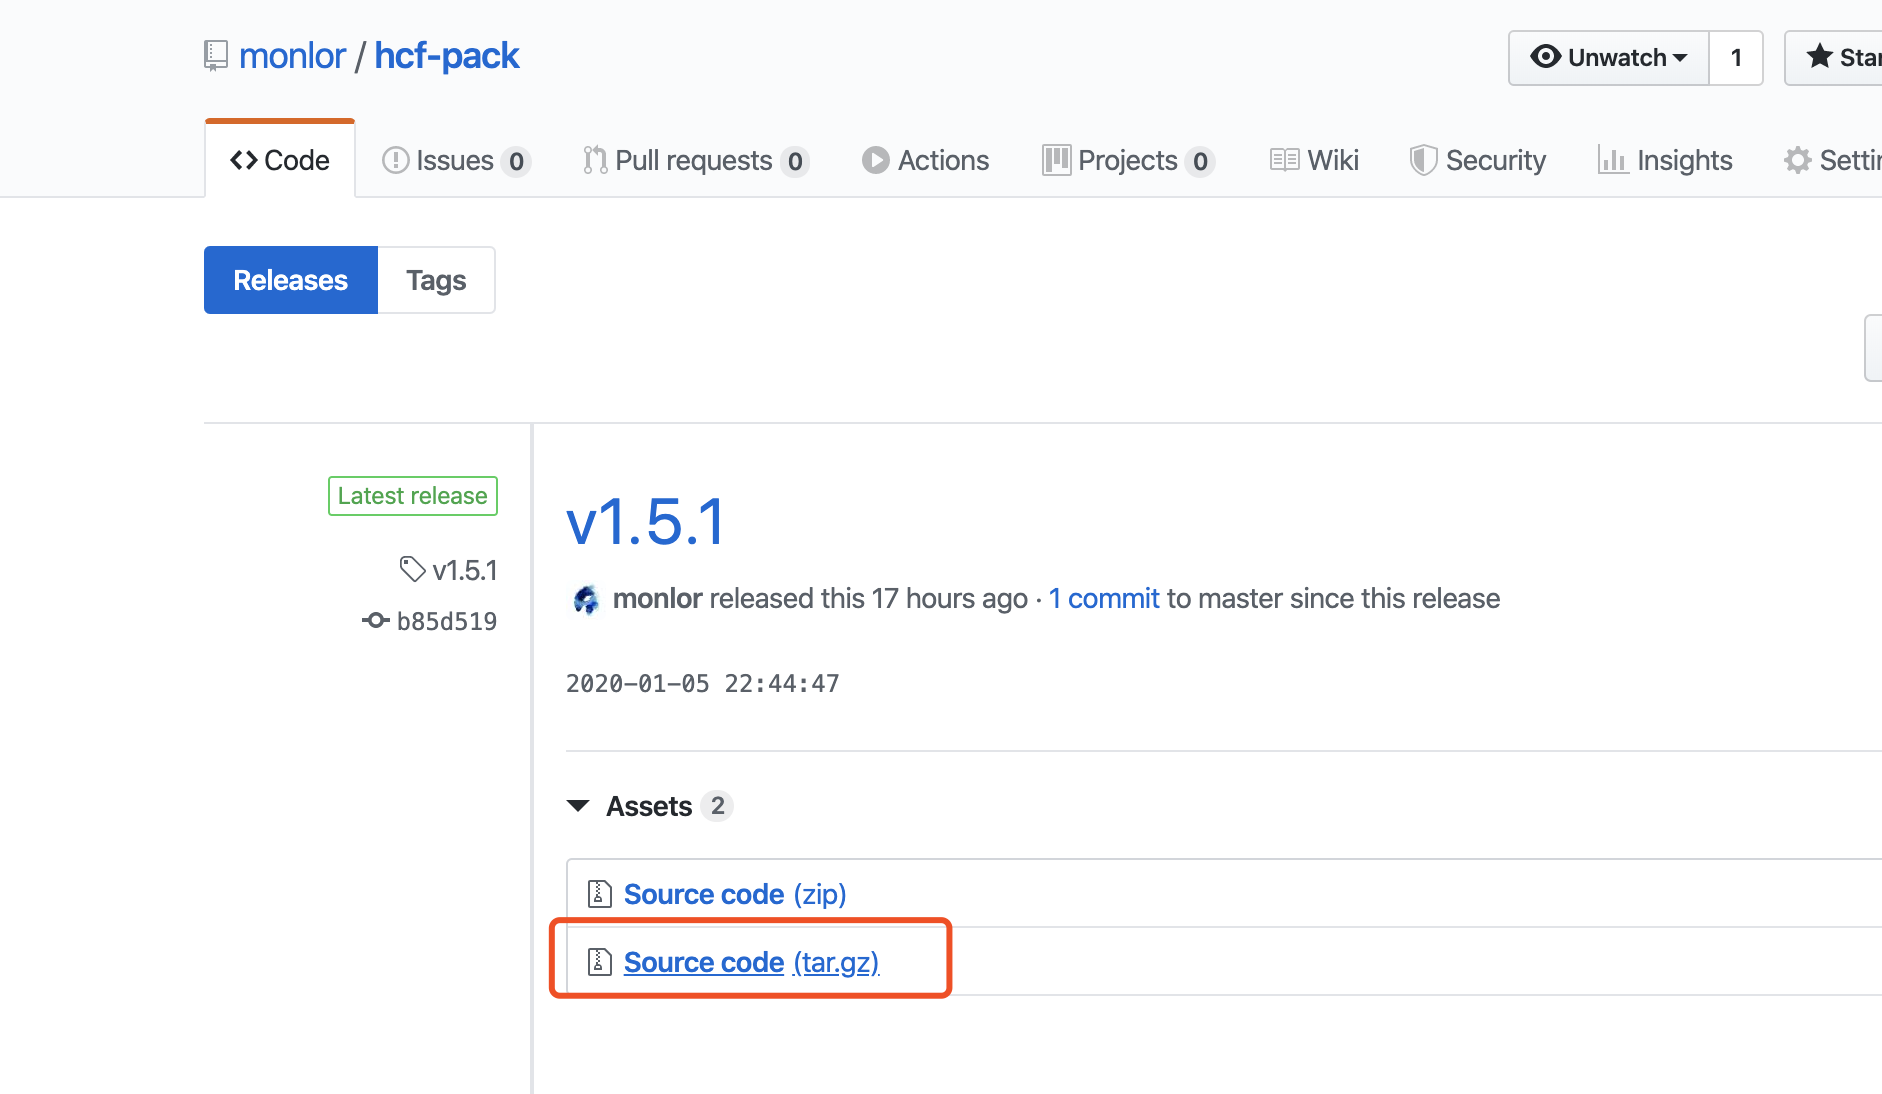 monlor / hcf-pack
Unwatch 1
Code Issues 0 Pull requests 0 Actions Projects 0 Wiki Security Insights
Releases Tags
Latest release
v1.5.1
b85d519
v1.5.1
monlor released this 17 hours ago · 1 commit to master since this release
2020-01-05 22:44:47
Assets 2
Source code (zip)
Source code (tar.gz)